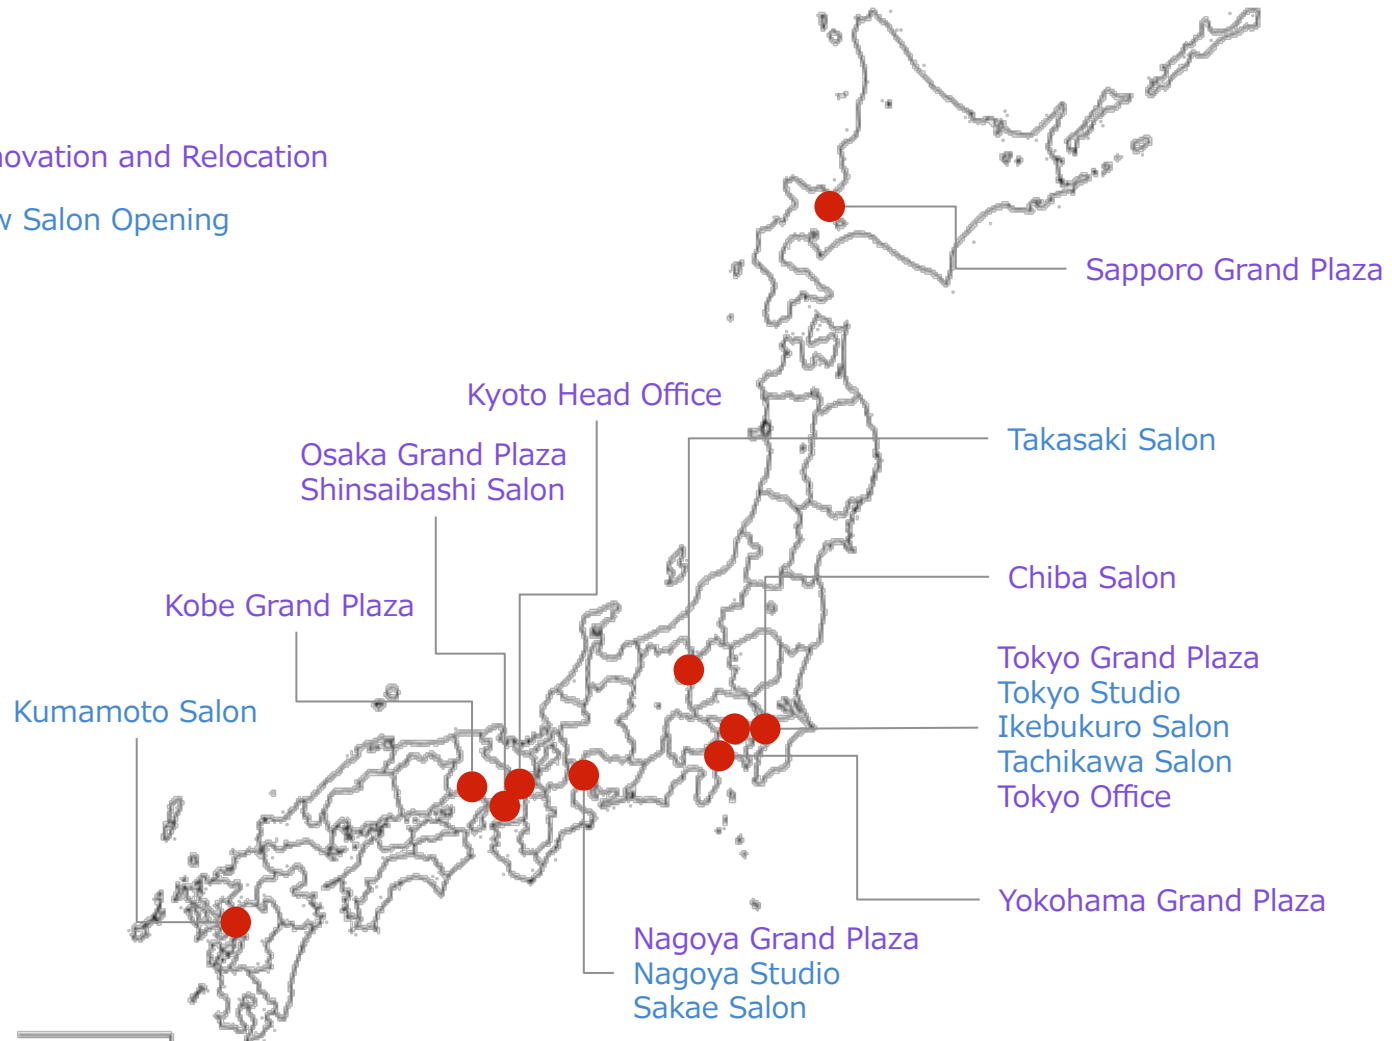 and Relocation
Salon Opening
Sapporo Grand Plaza
Kyoto Head Office
Takasaki Salon
Osaka Grand Plaza
Shinsaibashi Salon
Chiba Salon
Kobe Grand Plaza
Tokyo Grand Plaza
Tokyo Studio
Ikebukuro Salon
Tachikawa Salon
Tokyo Office
Kumamoto Salon
Yokohama Grand Plaza
Nagoya Grand Plaza
Nagoya Studio
Sakae Salon